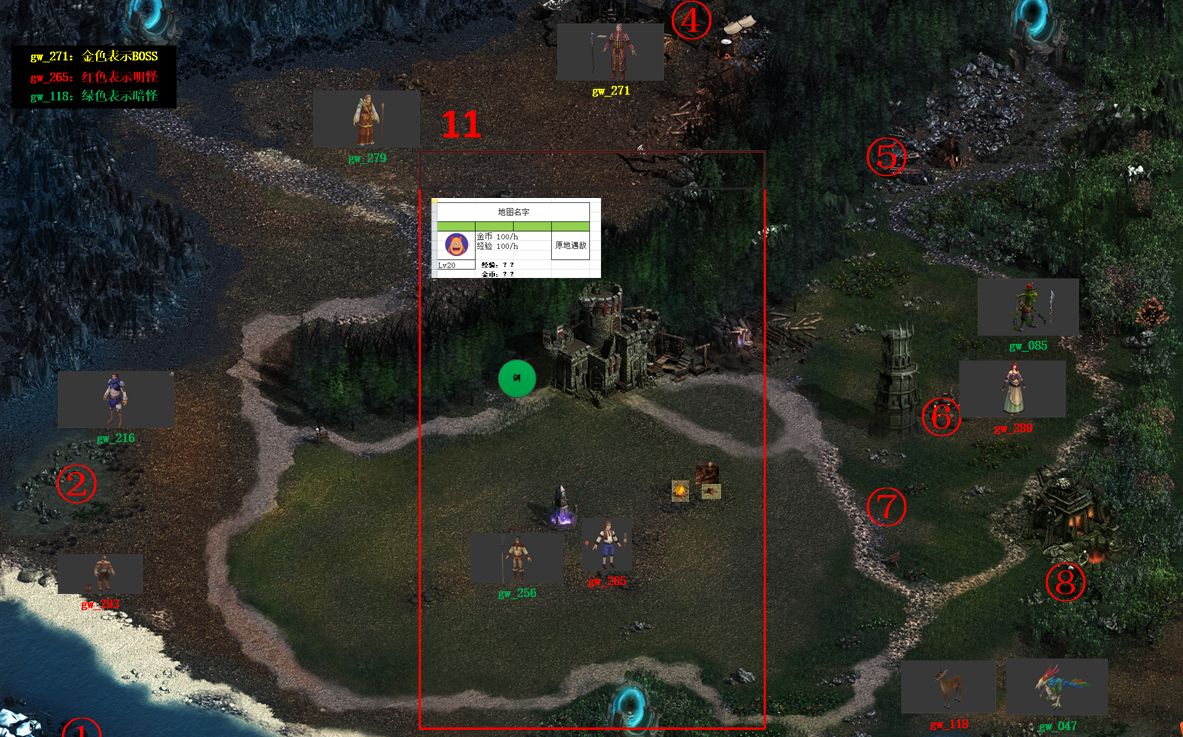 ④
gw_271：金色表示BOSS
gw_265：红色表示明怪
gw_118：绿色表示暗怪
gw_271
11
gw_279
⑤
地图名字
金币 100/h
经验 100/h
原地遇敌
Lv20
经验：？？
金币：？？
gw_085
剑
⑥
gw_289
gw_216
②
⑦
gw_256
gw_265
gw_293
⑧
①
gw_118
gw_047